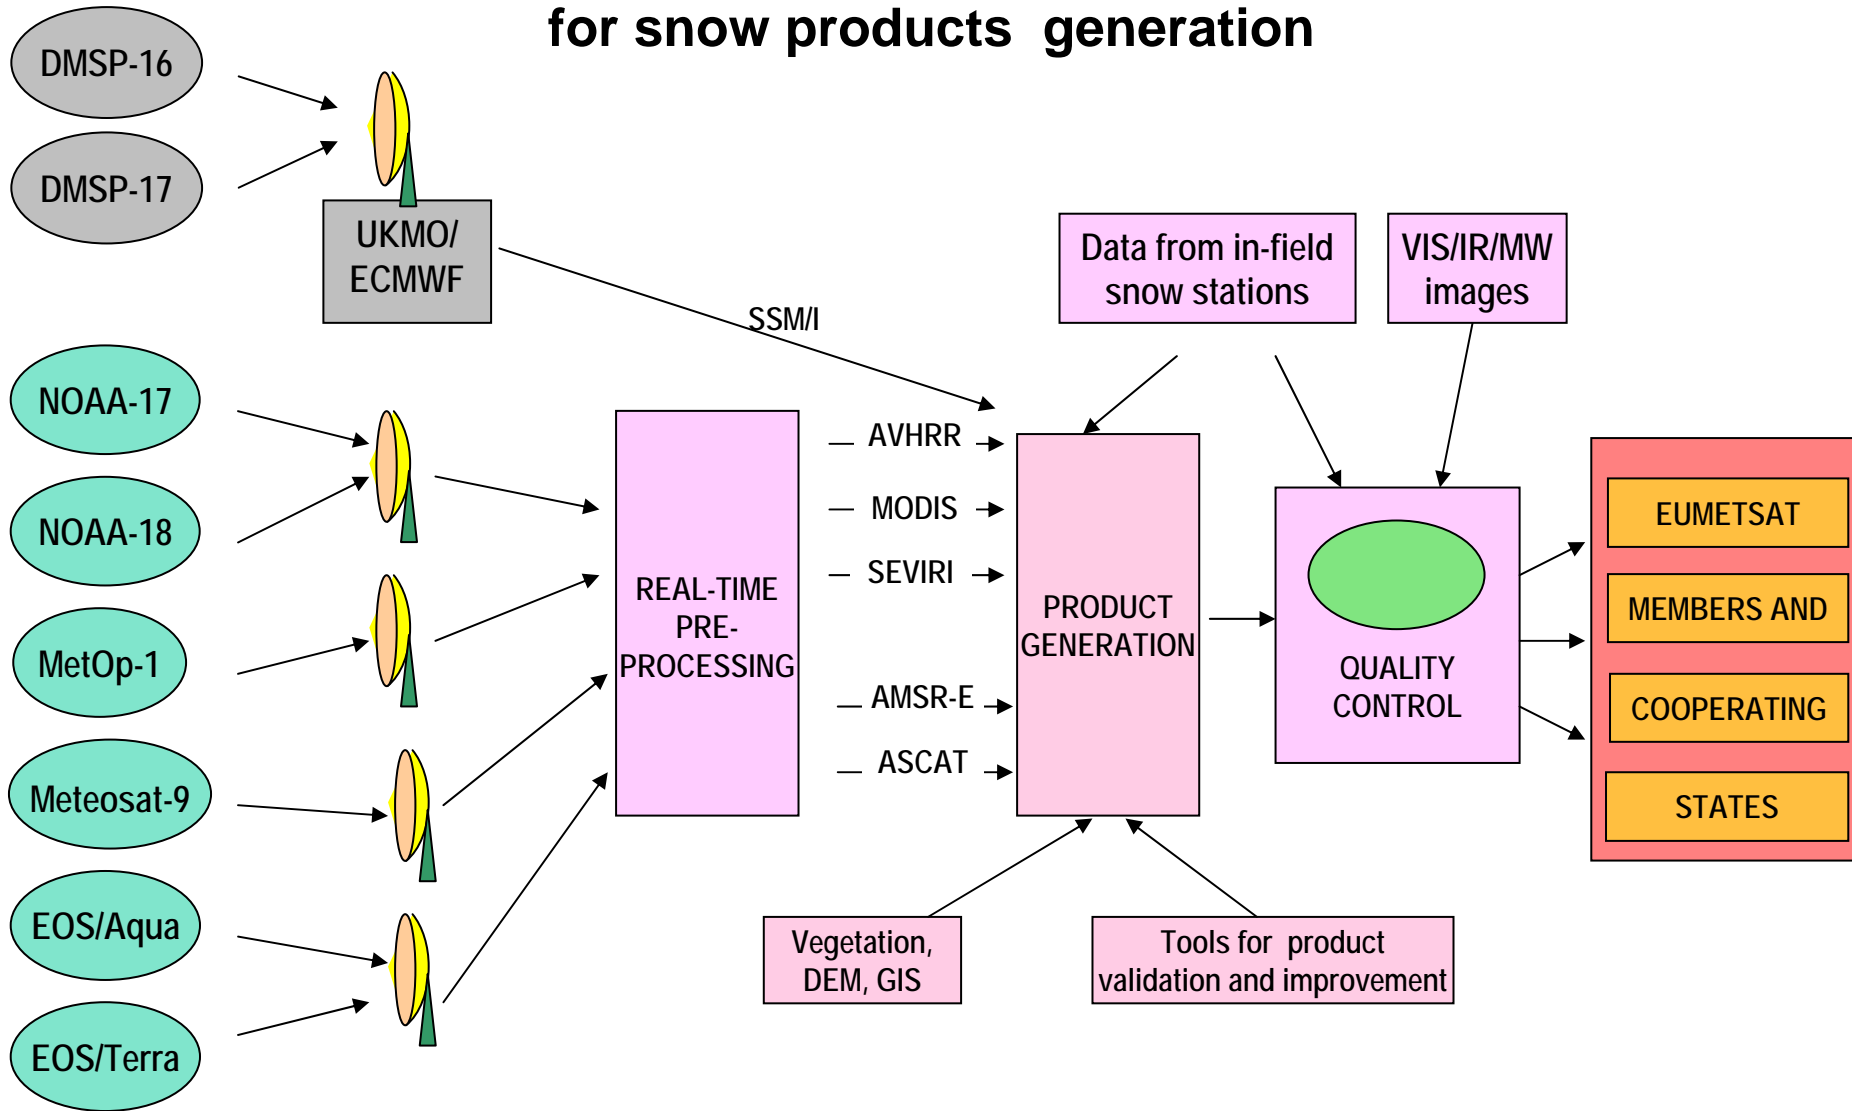 for snow products generation
DMSP-16
DMSP-17
UKMO/
ECMWF
SSM/I
Data from in-field
snow stations
VIS/IR/MW
images
NOAA-17
NOAA-18
MetOp-1
Meteosat-9
EOS/Aqua
EOS/Terra
REAL-TIME
PRE-
PROCESSING
AVHRR
MODIS
SEVIRI
AMSR-E
ASCAT
PRODUCT
GENERATION
QUALITY
CONTROL
EUMETSAT
MEMBERS AND
COOPERATING
STATES
Vegetation,
DEM, GIS
Tools for product
validation and improvement